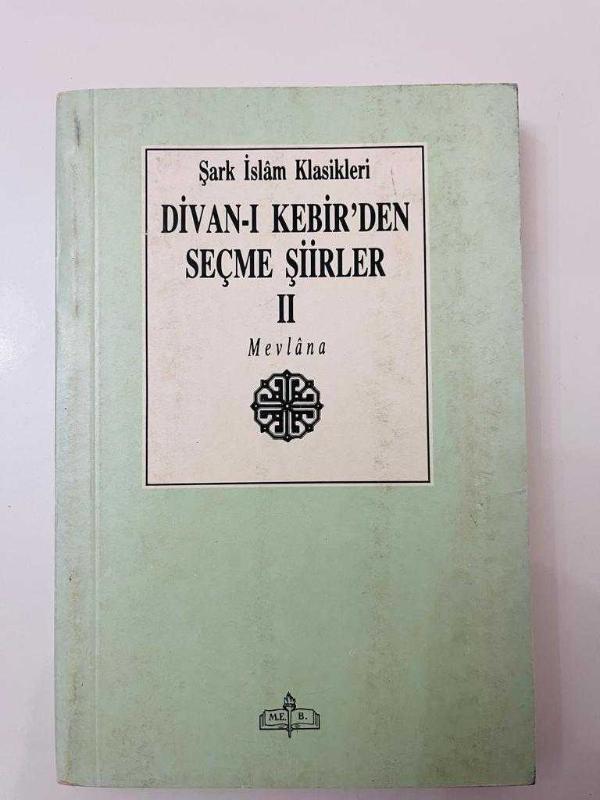 Şark İslâm Klasikleri
DİVAN-I KEBİR'DEN
SEÇME ŞİİRLER
II
Mevlâna
M.E. B.